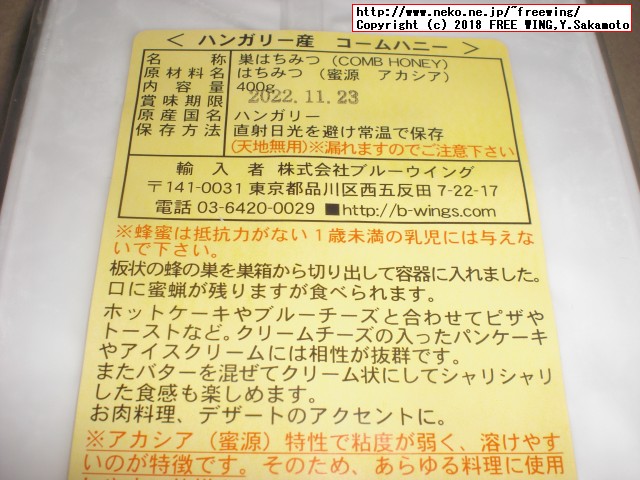 http://www.neko.ne.jp/~freewing/
Copyright (c) 2018 FREE WING,Y.Sakamoto
< ハンガリー産 コームハニー >
名称 巣はちみつ (COMB HONEY)
原材料名 はちみつ (蜜源 アカシア)
内容量 400g
賞味期限 2022.11.23
原産国名 ハンガリー
保存方法 直射日光を避け常温で保存
(天地無用)※漏れますのでご注意下さい
輸入者 株式会社ブルーウイング
〒141-0031 東京都品川区西五反田 7-22-17
電話 03-6420-0029 ■http://b-wings.com
※蜂蜜は抵抗力がない1歳未満の乳児には与えな
いで下さい。
板状の蜂の巣を巣箱から切り出して容器に入れました。
口に蜜蝋が残りますが食べられます。
ホットケーキやブルーチーズと合わせてピザや
トーストなど。クリームチーズの入ったパンケーキ
やアイスクリームには相性が抜群です。
またバターを混ぜてクリーム状にしてシャリシャリ
した食感も楽しめます。
お肉料理、デザートのアクセントに。
※アカシア (蜜源) 特性で粘度が弱く、溶けやす
いのが特徴です。そのため、あらゆる料理に使用